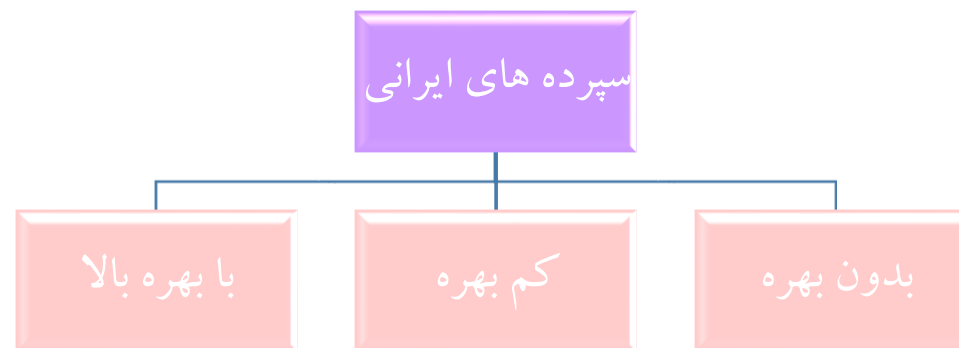 سپرده های ایرانی
بدون بهره
کم بهره
با بهره بالا